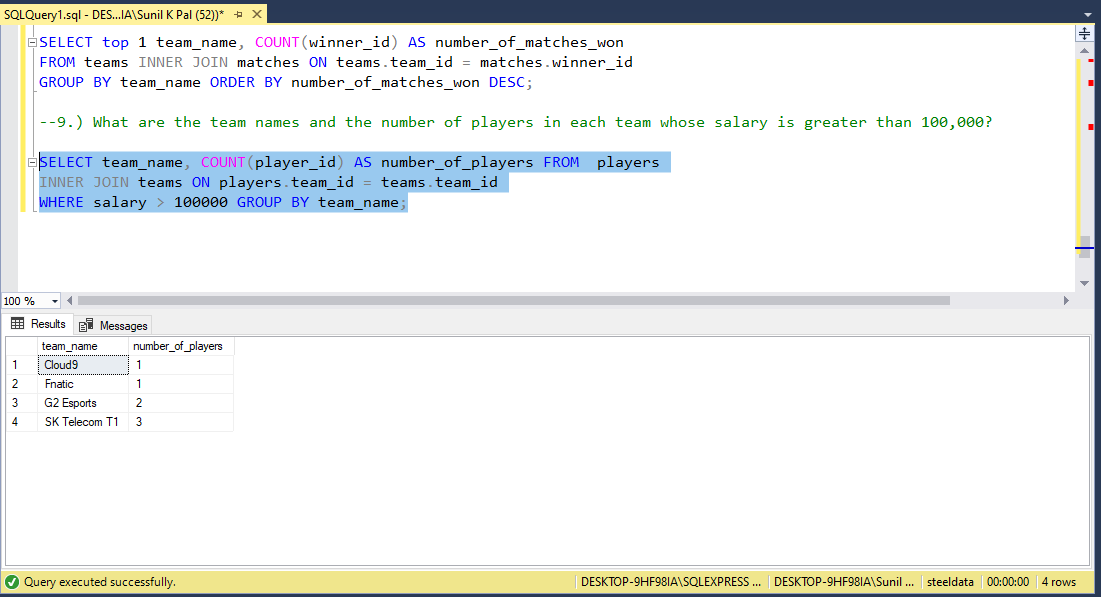 SQLQuery1.sql - DES...IA\Sunil K Pal (52))*
SELECT top 1 team_name, COUNT(winner_id) AS number_of_matches_won
FROM teams INNER JOIN matches ON teams.team_id = matches.winner_id
GROUP BY team_name ORDER BY number_of_matches_won DESC;
--9.) What are the team names and the number of players in each team whose salary is greater than 100,000?
SELECT team_name, COUNT(player_id) AS number_of_players FROM  players
INNER JOIN teams ON players.team_id = teams.team_id
WHERE salary > 100000 GROUP BY team_name;
100 %
Results Messages
team_name number_of_players
1 Cloud9 1
2 Fnatic 1
3 G2 Esports 2
4 SK Telecom T1 3
Query executed successfully. DESKTOP-9HF98IA\SQLEXPRESS ... DESKTOP-9HF98IA\Sunil ... steeldata 00:00:00 4 rows